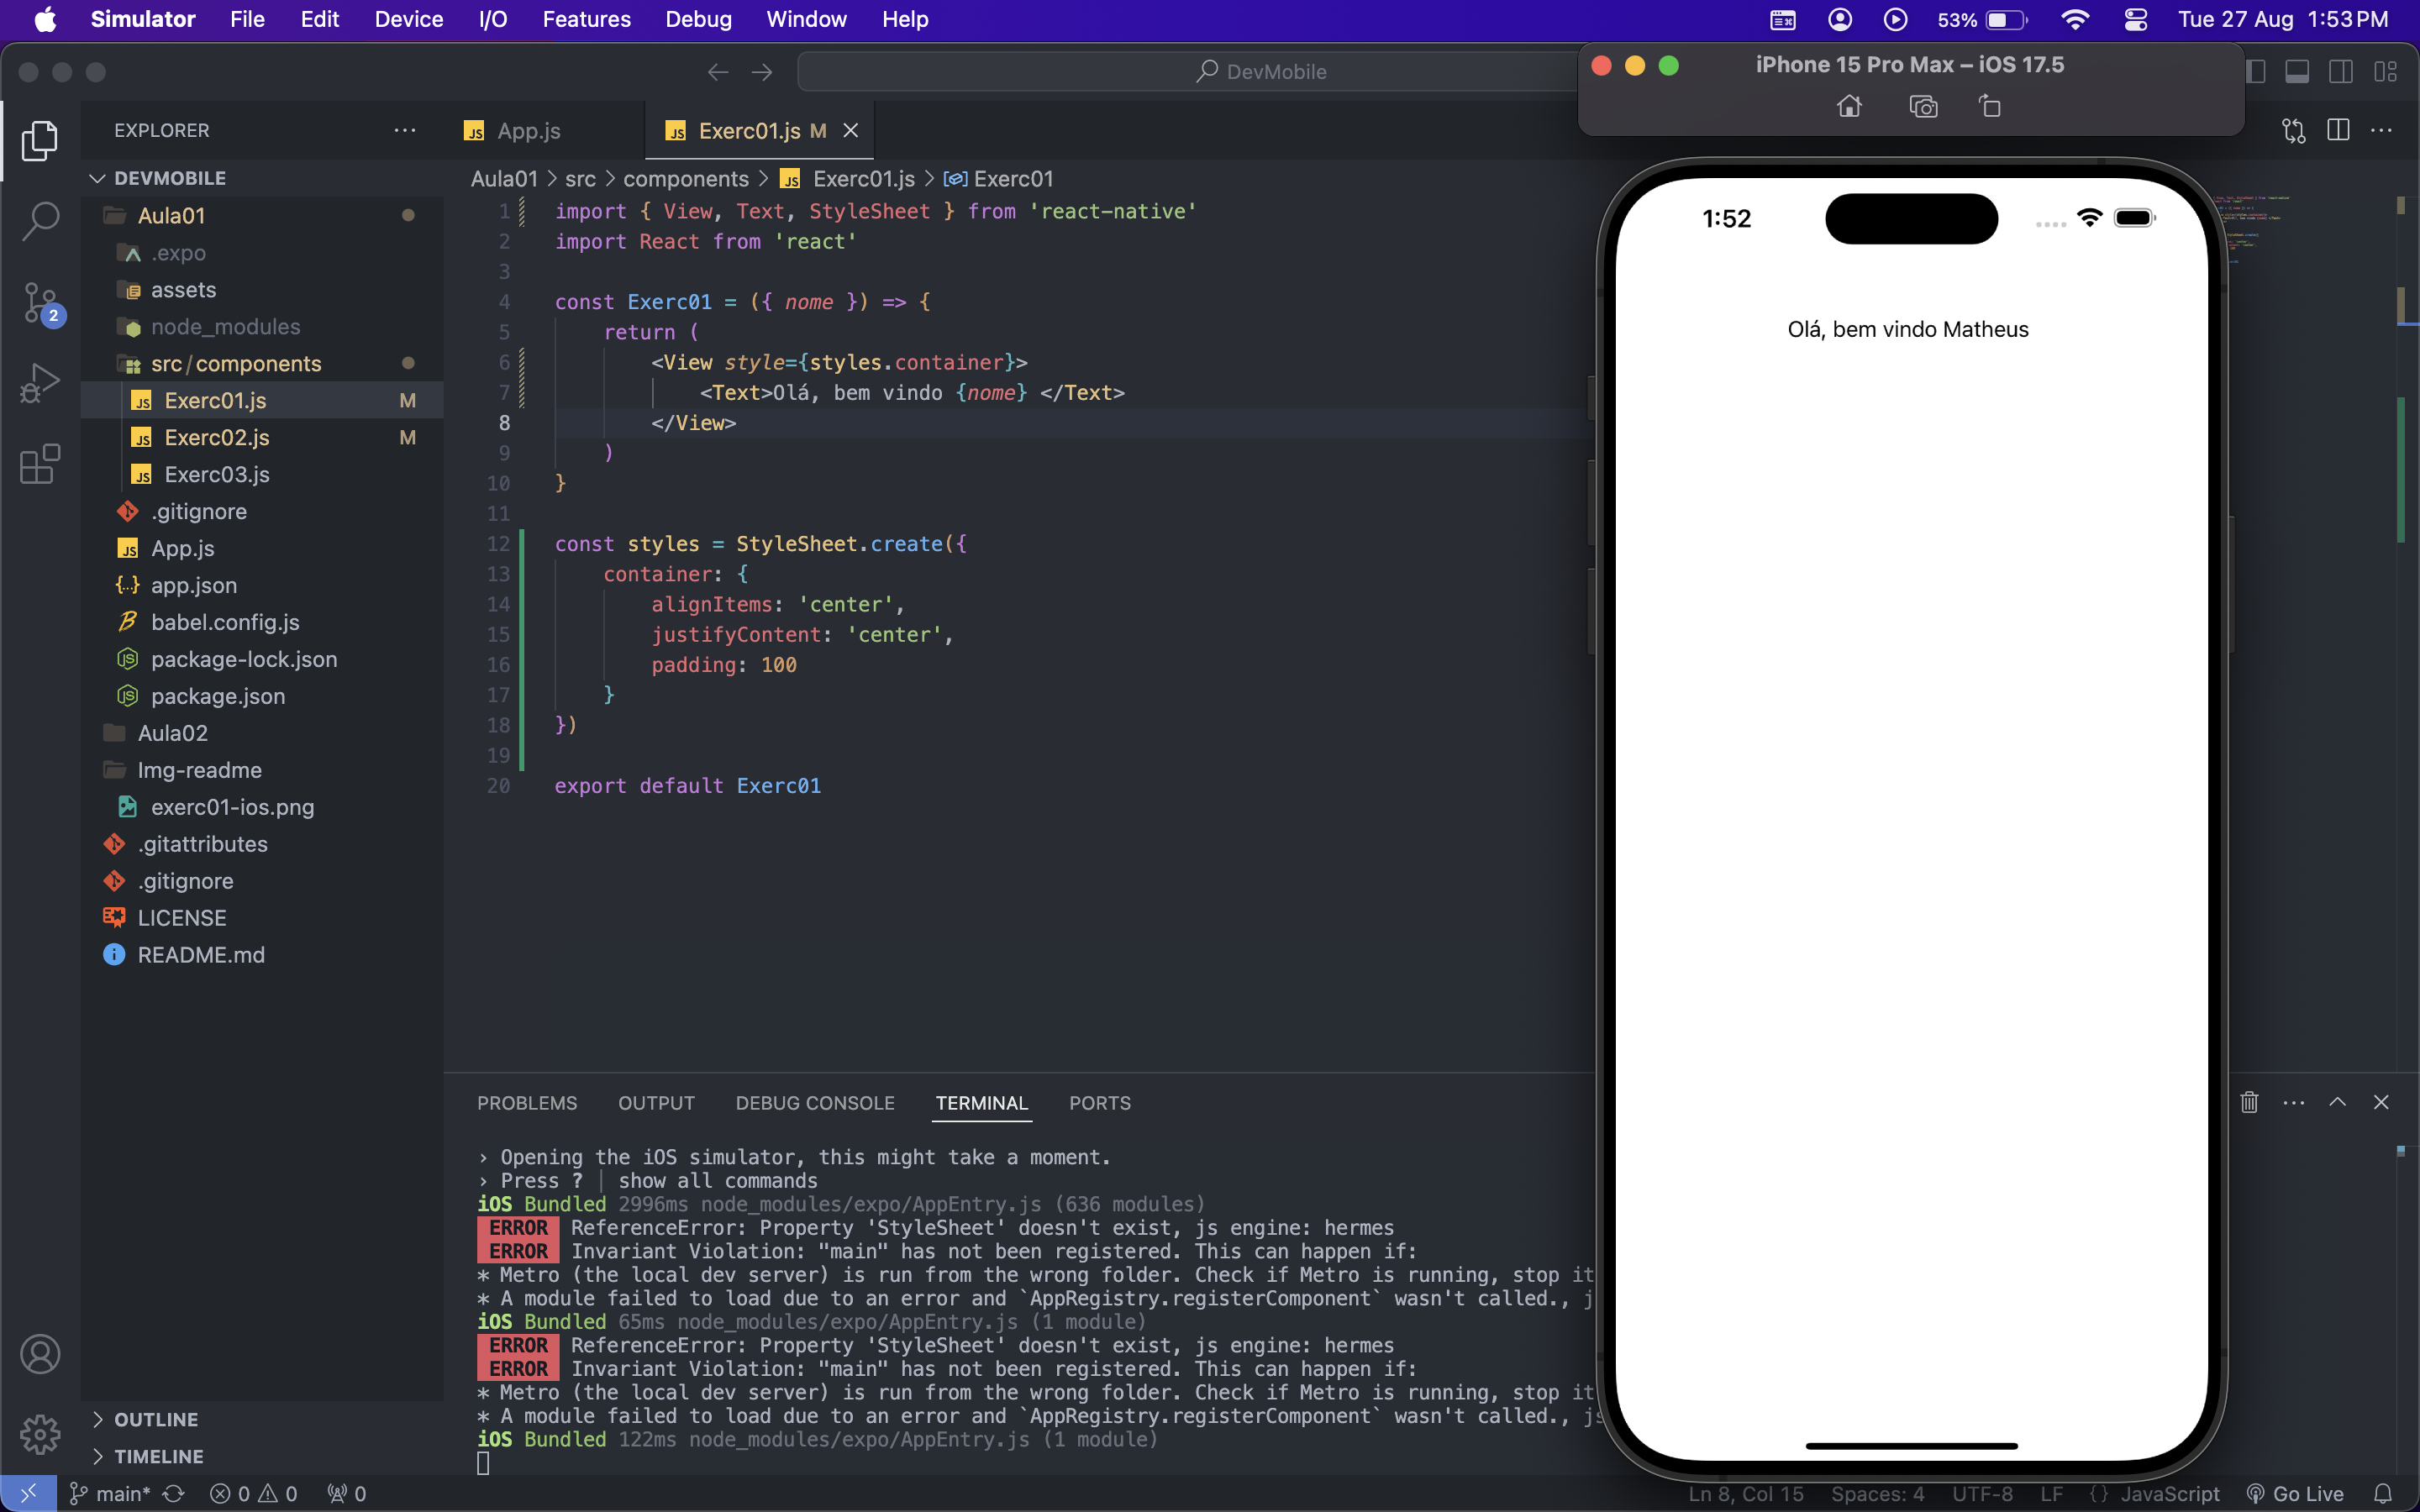 Simulator File Edit Device I/O Features Debug Window Help 53% Tue 27 Aug 1:53 PM
DevMobile
iPhone 15 Pro Max – iOS 17.5
EXPLORER
App.js
Exerc01.js M
DEVMOBILE
Aula01
.expo
assets
node_modules
src/components
Exerc01.js M
Exerc02.js M
Exerc03.js
.gitignore
App.js
app.json
babel.config.js
package-lock.json
package.json
Aula02
Img-readme
exerc01-ios.png
.gitattributes
.gitignore
LICENSE
README.md
OUTLINE
TIMELINE
2
Aula01 > src > components > Exerc01.js > Exerc01
1 import { View, Text, StyleSheet } from 'react-native'
2 import React from 'react'
3
4 const Exerc01 = ({ nome }) => {
5 return (
6 <View style={styles.container}>
7 <Text>Olá, bem vindo {nome} </Text>
8 </View>
9 )
10 }
11
12 const styles = StyleSheet.create({
13 container: {
14 alignItems: 'center',
15 justifyContent: 'center',
16 padding: 100
17 }
18 })
19
20 export default Exerc01
1:52
Olá, bem vindo Matheus
PROBLEMS OUTPUT DEBUG CONSOLE TERMINAL PORTS
› Opening the iOS simulator, this might take a moment.
› Press ? │ show all commands
iOS Bundled 2996ms node_modules/expo/AppEntry.js (636 modules)
ERROR ReferenceError: Property 'StyleSheet' doesn't exist, js engine: hermes
ERROR Invariant Violation: "main" has not been registered. This can happen if:
* Metro (the local dev server) is run from the wrong folder. Check if Metro is running, stop it
* A module failed to load due to an error and `AppRegistry.registerComponent` wasn't called., j
iOS Bundled 65ms node_modules/expo/AppEntry.js (1 module)
ERROR ReferenceError: Property 'StyleSheet' doesn't exist, js engine: hermes
ERROR Invariant Violation: "main" has not been registered. This can happen if:
* Metro (the local dev server) is run from the wrong folder. Check if Metro is running, stop it
* A module failed to load due to an error and `AppRegistry.registerComponent` wasn't called., js
iOS Bundled 122ms node_modules/expo/AppEntry.js (1 module)
main* 0 0 0 Ln 8, Col 15 Spaces: 4 UTF-8 LF {} JavaScript Go Live